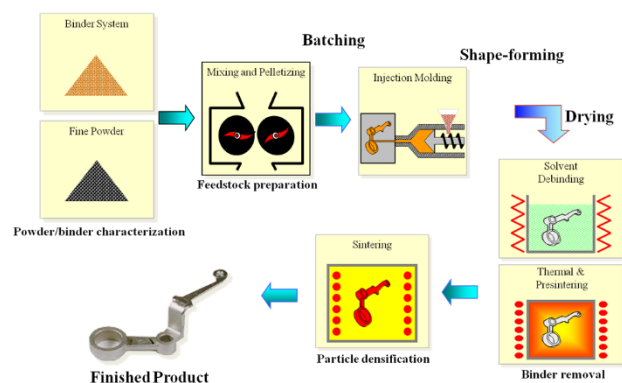 Binder System
Fine Powder
Powder/binder characterization
Batching
Mixing and Pelletizing
Feedstock preparation
Shape-forming
Injection Molding
Drying
Solvent
Debinding
Thermal &
Presintering
Binder removal
Sintering
Particle densification
Finished Product